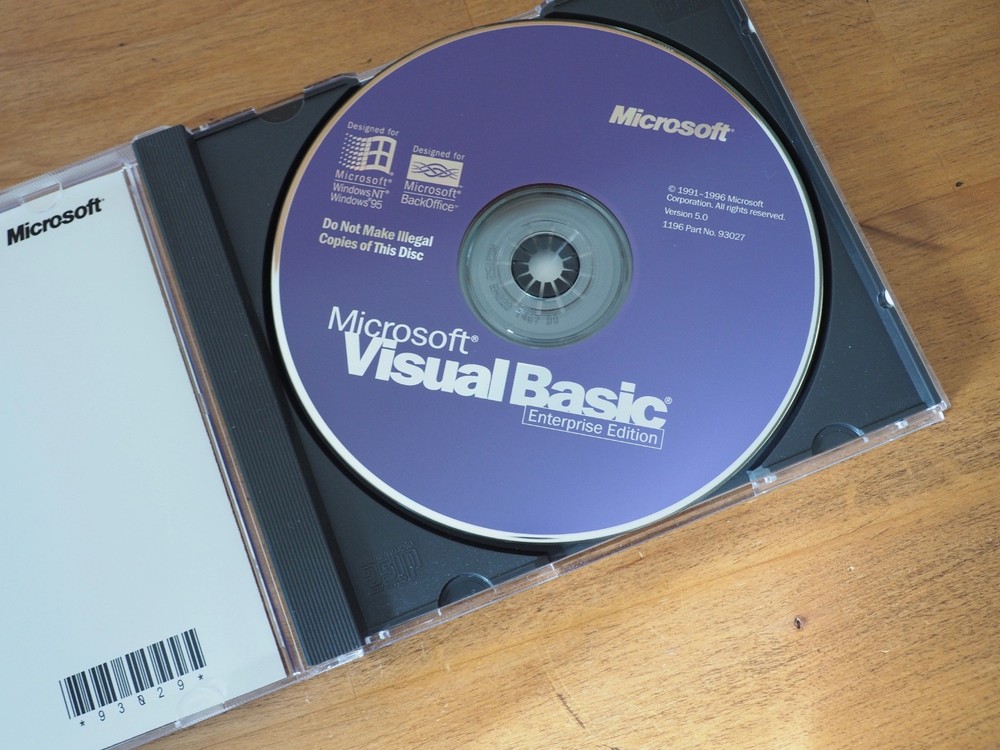 Microsoft
*93029*
Designed for
Microsoft®
Windows NT®
Windows®95
Designed for
Microsoft®
BackOffice™
Do Not Make Illegal
Copies of This Disc
Microsoft®
© 1991–1996 Microsoft
Corporation. All rights reserved.
Version 5.0
1196 Part No. 93027
Microsoft®
Visual Basic®
Enterprise Edition